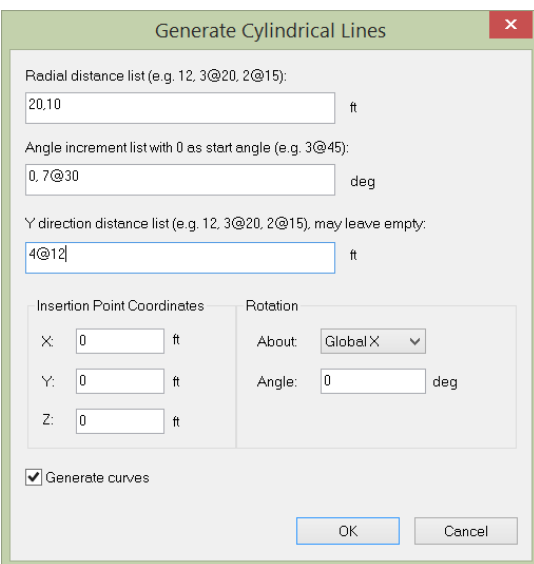 Generate Cylindrical Lines
Radial distance list (e.g. 12, 3@20, 2@15):
20,10
ft
Angle increment list with 0 as start angle (e.g. 3@45):
0, 7@30
deg
Y direction distance list (e.g. 12, 3@20, 2@15), may leave empty:
4@12
ft
Insertion Point Coordinates
X: 0 ft
Y: 0 ft
Z: 0 ft
Rotation
About: Global X
Angle: 0 deg
Generate curves
OK Cancel